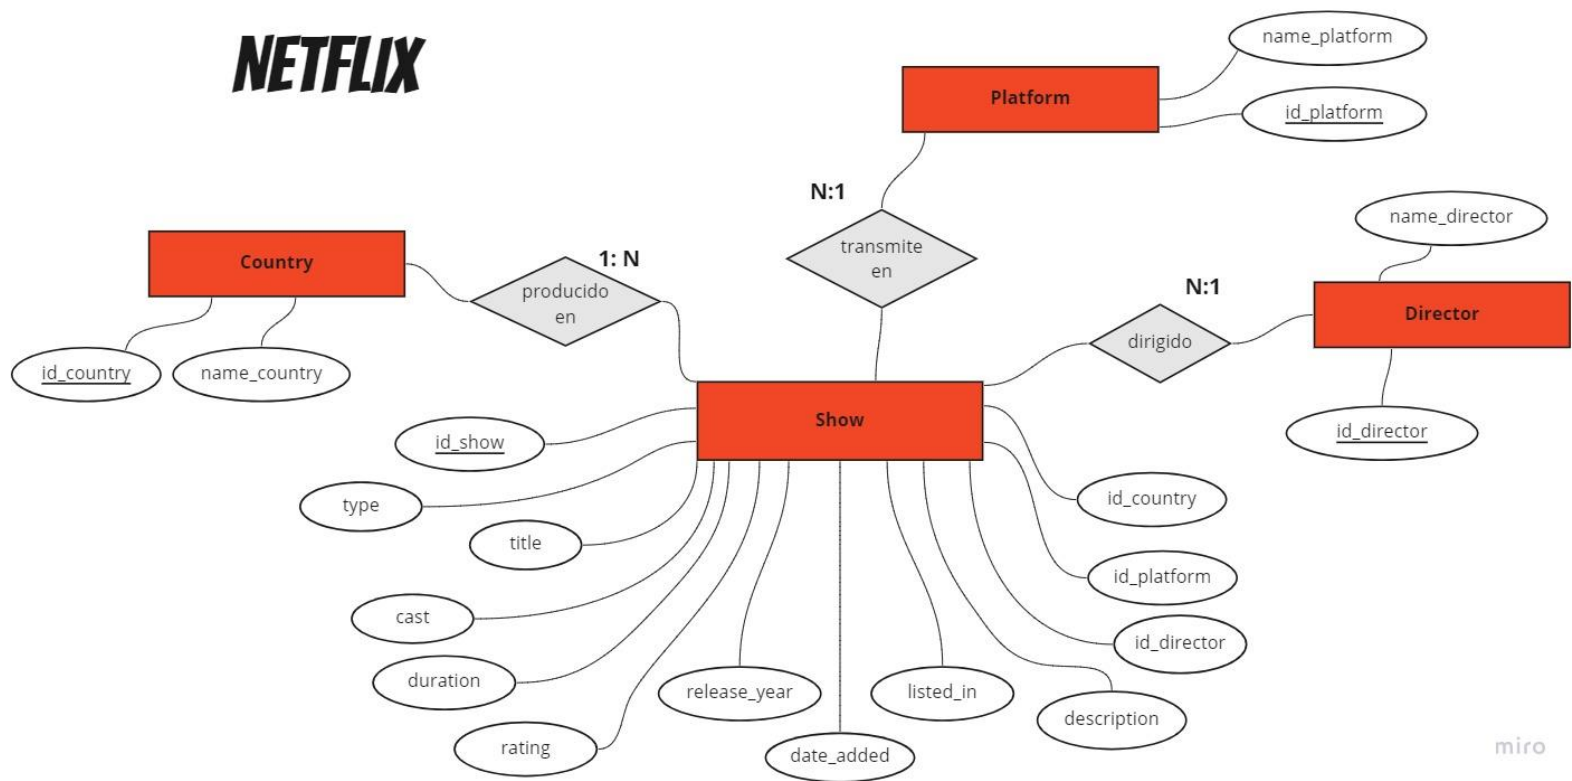 NETFLIX
name_platform
Platform
id_platform
N:1
name_director
transmite
en
Country
1: N
producido
en
N:1
Director
dirigido
id_country
name_country
Show
id_show
id_director
type
id_country
title
id_platform
cast
id_director
duration
release_year
listed_in
description
rating
date_added
miro